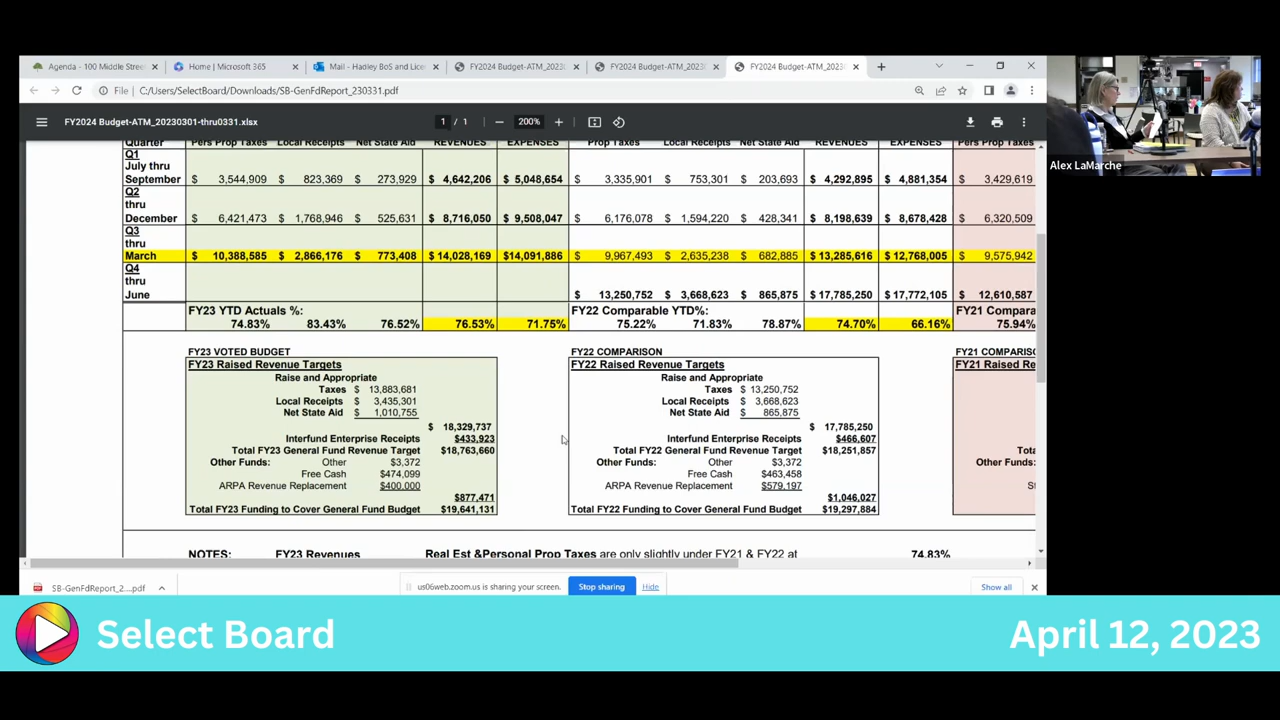 Agenda - 100 Middle Stre
Home | Microsoft 365
Mail - Hadley BoS and Lice
FY2024 Budget-ATM_20230
FY2024 Budget-ATM_20230
FY2024 Budget-ATM_20230
File | C:/Users/SelectBoard/Downloads/SB-GenFdReport_230331.pdf
FY2024 Budget-ATM_20230301-thru0331.xlsx 1 / 1 200%
Alex LaMarche
Quarter Pers Prop Taxes Local Receipts Net State Aid REVENUES EXPENSES Prop Taxes Local Receipts Net State Aid REVENUES EXPENSES Pers Prop Taxes
Q1
July thru
September $ 3,544,909 $ 823,369 $ 273,929 $ 4,642,206 $ 5,048,654 $ 3,335,901 $ 753,301 $ 203,693 $ 4,292,895 $ 4,881,354 $ 3,429,619
Q2
thru
December $ 6,421,473 $ 1,768,946 $ 525,631 $ 8,716,050 $ 9,508,047 $ 6,176,078 $ 1,594,220 $ 428,341 $ 8,198,639 $ 8,678,428 $ 6,320,509
Q3
thru
March $ 10,388,585 $ 2,866,176 $ 773,408 $ 14,028,169 $14,091,886 $ 9,967,493 $ 2,635,238 $ 682,885 $ 13,285,616 $ 12,768,005 $ 9,575,942
Q4
thru
June $ 13,250,752 $ 3,668,623 $ 865,875 $ 17,785,250 $ 17,772,105 $ 12,610,587
FY23 YTD Actuals %: FY22 Comparable YTD%: FY21 Compara
74.83% 83.43% 76.52% 76.53% 71.75% 75.22% 71.83% 78.87% 74.70% 66.16% 75.94%
FY23 VOTED BUDGET FY22 COMPARISON FY21 COMPARISO
FY23 Raised Revenue Targets FY22 Raised Revenue Targets FY21 Raised Re
Raise and Appropriate Raise and Appropriate
Taxes $ 13,883,681 Taxes $ 13,250,752
Local Receipts $ 3,435,301 Local Receipts $ 3,668,623
Net State Aid $ 1,010,755 Net State Aid $ 865,875
$ 18,329,737 $ 17,785,250
Interfund Enterprise Receipts $433,923 Interfund Enterprise Receipts $466,607
Total FY23 General Fund Revenue Target $18,763,660 Total FY22 General Fund Revenue Target $18,251,857 Tota
Other Funds: Other $3,372 Other Funds: Other $3,372 Other Funds:
Free Cash $474,099 Free Cash $463,458
ARPA Revenue Replacement $400,000 ARPA Revenue Replacement $579,197 St
$877,471 $1,046,027
Total FY23 Funding to Cover General Fund Budget $19,641,131 Total FY22 Funding to Cover General Fund Budget $19,297,884
NOTES: FY23 Revenues Real Est &Personal Prop Taxes are only slightly under FY21 & FY22 at 74.83%
SB-GenFdReport_2....pdf
us06web.zoom.us is sharing your screen. Stop sharing Hide
Show all
Select Board
April 12, 2023